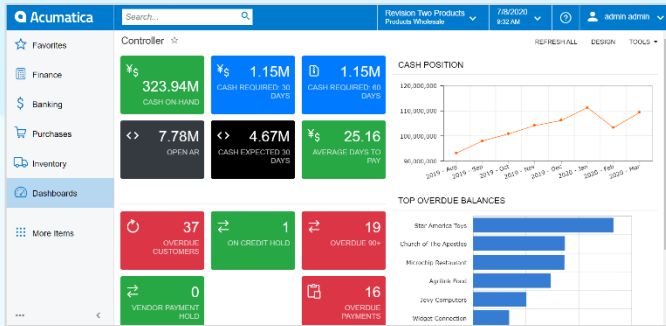 Acumatica
Search...
Revision Two Products
Products Wholesale
7/8/2020
9:32 AM
admin admin
Favorites
Finance
Banking
Purchases
Inventory
Dashboards
More Items
Controller
REFRESH ALL
DESIGN
TOOLS
323.94M
CASH ON-HAND
1.15M
CASH REQUIRED: 30
DAYS
1.15M
CASH REQUIRED: 60
DAYS
7.78M
OPEN AR
4.67M
CASH EXPECTED 30
DAYS
25.16
AVERAGE DAYS TO
PAY
37
OVERDUE
CUSTOMERS
1
ON CREDIT HOLD
19
OVERDUE 90+
0
VENDOR PAYMENT
HOLD
16
OVERDUE
PAYMENTS
CASH POSITION
120,000,000
110,000,000
100,000,000
90,000,000
2019 - Aug
2019 - Sep
2019 - Oct
2019 - Nov
2019 - Dec
2020 - Jan
2020 - Feb
2020 - Mar
TOP OVERDUE BALANCES
Star America Toys
Church of The Apostles
Microchip Restaurant
Agrilink Food
Jevy Computers
Widget Connection